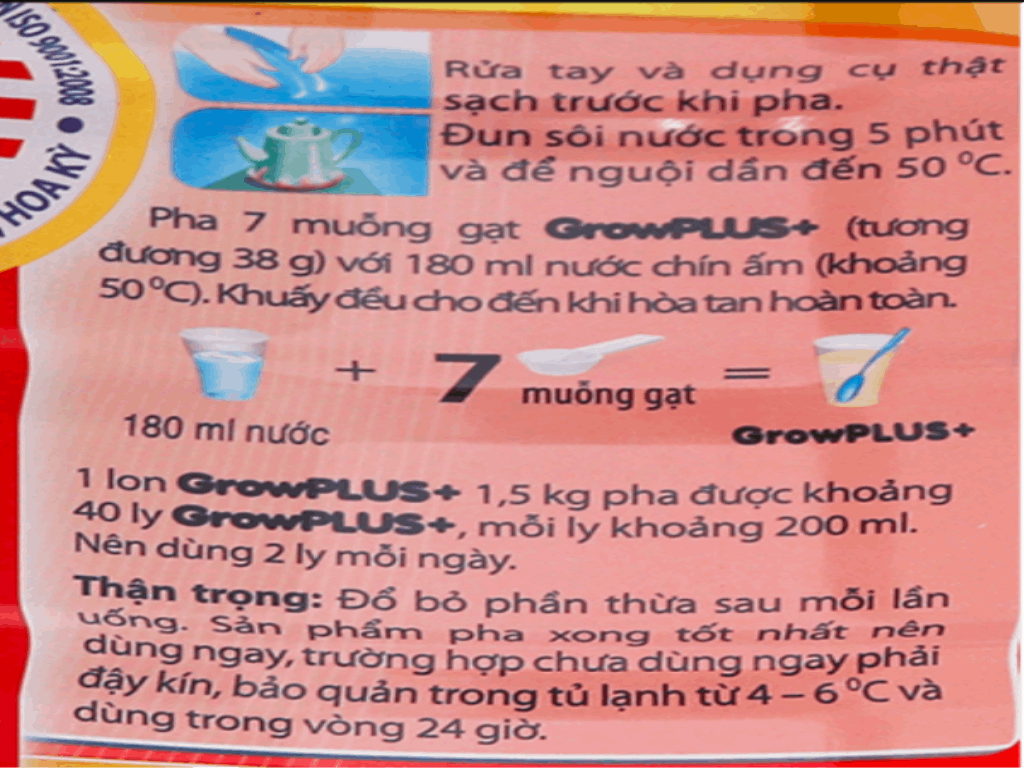 ISO 9001:2008
HOA KỲ
Rửa tay và dụng cụ thật
sạch trước khi pha.
Đun sôi nước trong 5 phút
và để nguội dần đến 50 ⁰C.
Pha 7 muỗng gạt GrowPLUS+ (tương
đương 38 g) với 180 ml nước chín ấm (khoảng
50 ⁰C). Khuấy đều cho đến khi hòa tan hoàn toàn.
+ 7 muỗng gạt =
180 ml nước
GrowPLUS+
1 lon GrowPLUS+ 1,5 kg pha được khoảng
40 ly GrowPLUS+, mỗi ly khoảng 200 ml.
Nên dùng 2 ly mỗi ngày.
Thận trọng: Đổ bỏ phần thừa sau mỗi lần
uống. Sản phẩm pha xong tốt nhất nên
dùng ngay, trường hợp chưa dùng ngay phải
đậy kín, bảo quản trong tủ lạnh từ 4 – 6 ⁰C và
dùng trong vòng 24 giờ.